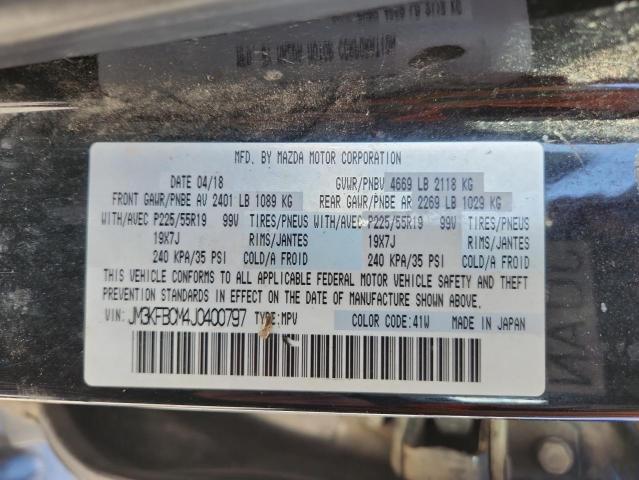 MFD. BY MAZDA MOTOR CORPORATION
DATE 04/18 GVWR/PNBV 4669 LB 2118 KG
FRONT GAWR/PNBE AV 2401 LB 1089 KG REAR GAWR/PNBE AR 2269 LB 1029 KG
WITH/AVEC P225/55R19 99V TIRES/PNEUS WITH/AVEC P225/55R19 99V TIRES/PNEUS
19X7J RIMS/JANTES 19X7J RIMS/JANTES
240 KPA/35 PSI COLD/A FROID 240 KPA/35 PSI COLD/A FROID
THIS VEHICLE CONFORMS TO ALL APPLICABLE FEDERAL MOTOR VEHICLE SAFETY AND THEFT
PREVENTION STANDARDS IN EFFECT ON THE DATE OF MANUFACTURE SHOWN ABOVE.
VIN: JM3KFBCM4J0400797 TYPE:MPV COLOR CODE:41W MADE IN JAPAN